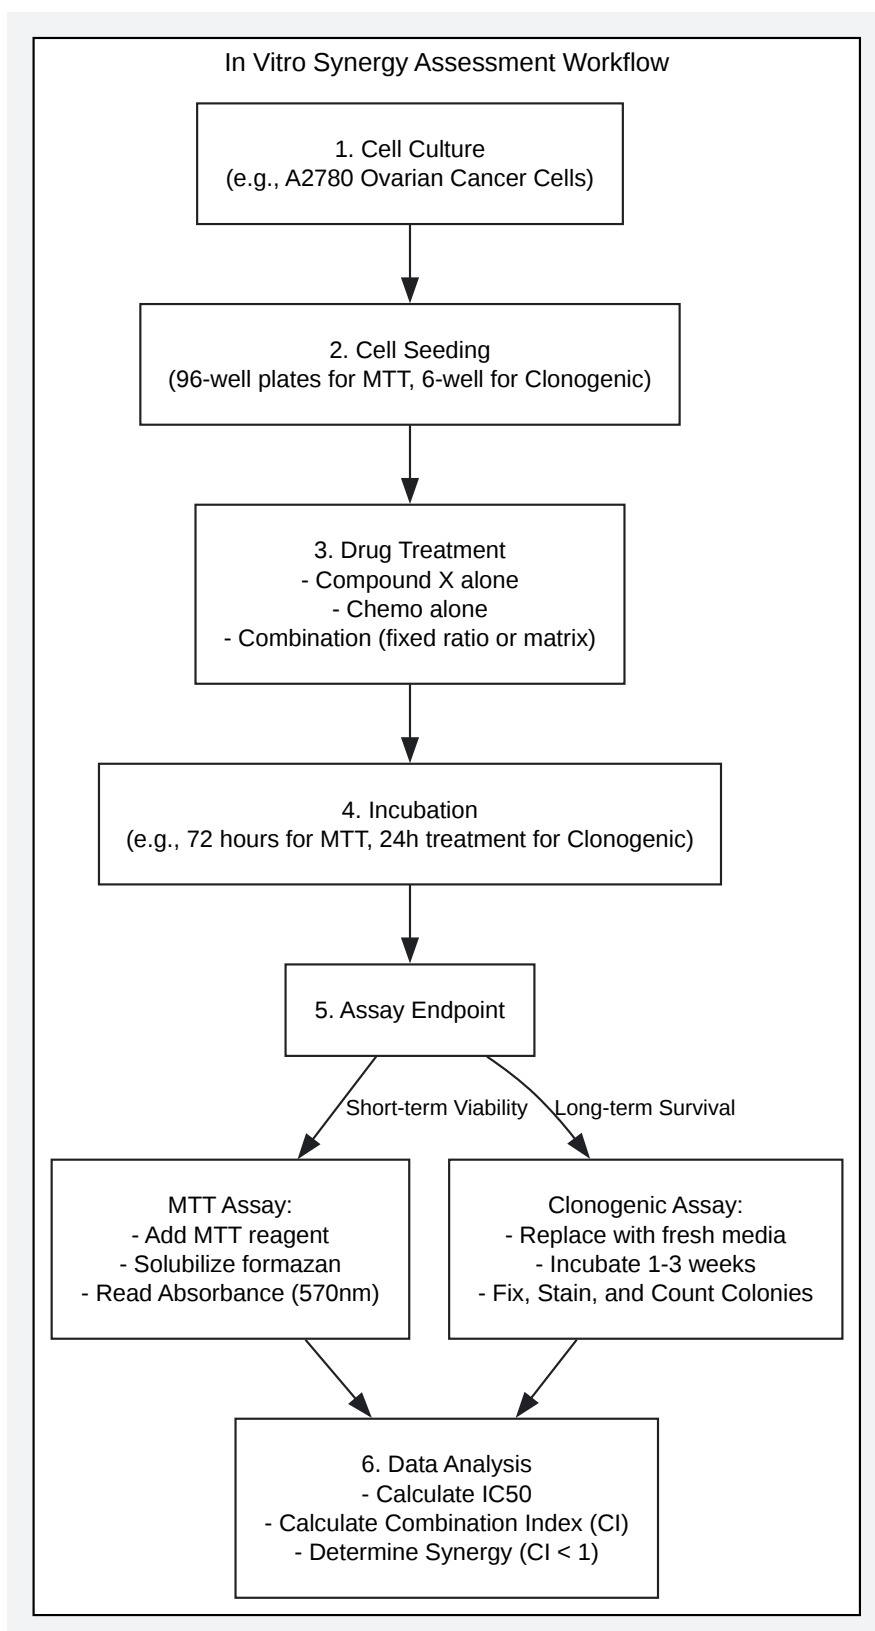 In Vitro Synergy Assessment Workflow
1. Cell Culture
(e.g., A2780 Ovarian Cancer Cells)
2. Cell Seeding
(96-well plates for MTT, 6-well for Clonogenic)
3. Drug Treatment
- Compound X alone
- Chemo alone
- Combination (fixed ratio or matrix)
4. Incubation
(e.g., 72 hours for MTT, 24h treatment for Clonogenic)
5. Assay Endpoint
Short-term Viability
Long-term Survival
MTT Assay:
- Add MTT reagent
- Solubilize formazan
- Read Absorbance (570nm)
Clonogenic Assay:
- Replace with fresh media
- Incubate 1-3 weeks
- Fix, Stain, and Count Colonies
6. Data Analysis
- Calculate IC50
- Calculate Combination Index (CI)
- Determine Synergy (CI < 1)